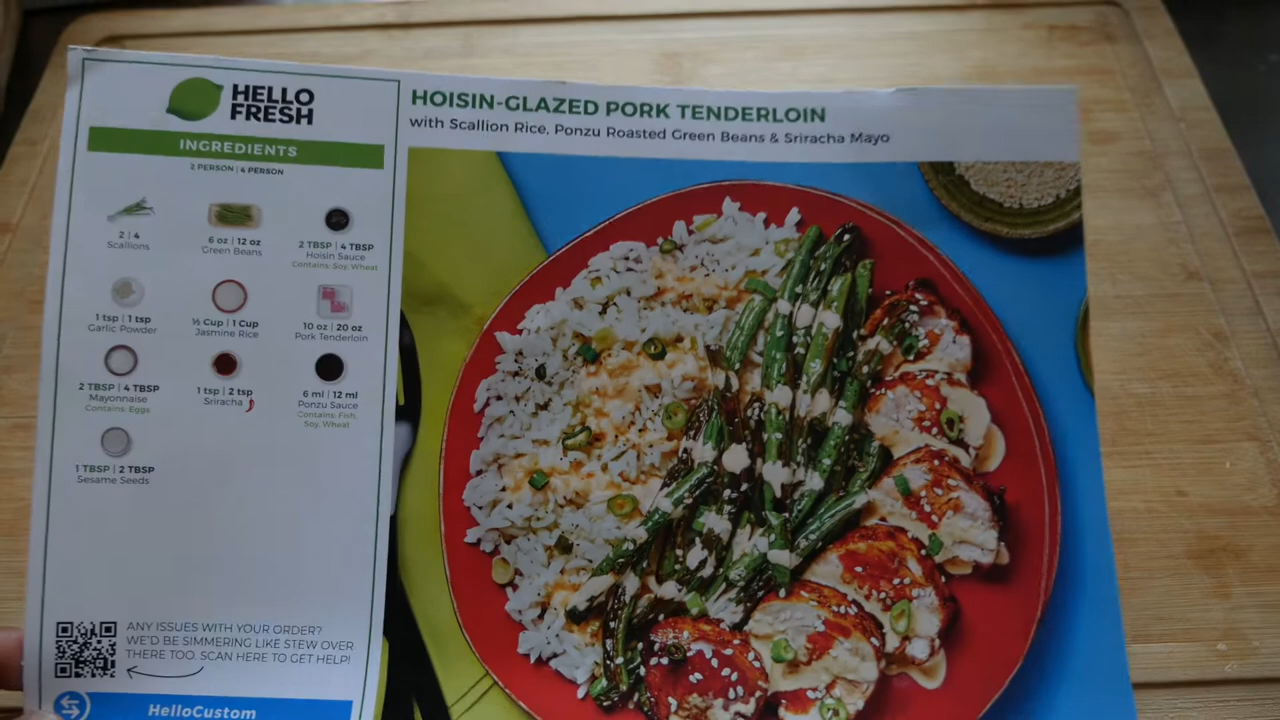 HELLO
FRESH
INGREDIENTS
2 PERSON | 4 PERSON
2 | 4
Scallions
6 oz | 12 oz
Green Beans
2 TBSP | 4 TBSP
Hoisin Sauce
Contains: Soy, Wheat
1 tsp | 1 tsp
Garlic Powder
½ Cup | 1 Cup
Jasmine Rice
10 oz | 20 oz
Pork Tenderloin
2 TBSP | 4 TBSP
Mayonnaise
Contains: Eggs
1 tsp | 2 tsp
Sriracha
6 ml | 12 ml
Ponzu Sauce
Contains: Fish,
Soy, Wheat
1 TBSP | 2 TBSP
Sesame Seeds
ANY ISSUES WITH YOUR ORDER?
WE'D BE SIMMERING LIKE STEW OVER
THERE TOO. SCAN HERE TO GET HELP!
HelloCustom
HOISIN-GLAZED PORK TENDERLOIN
with Scallion Rice, Ponzu Roasted Green Beans & Sriracha Mayo